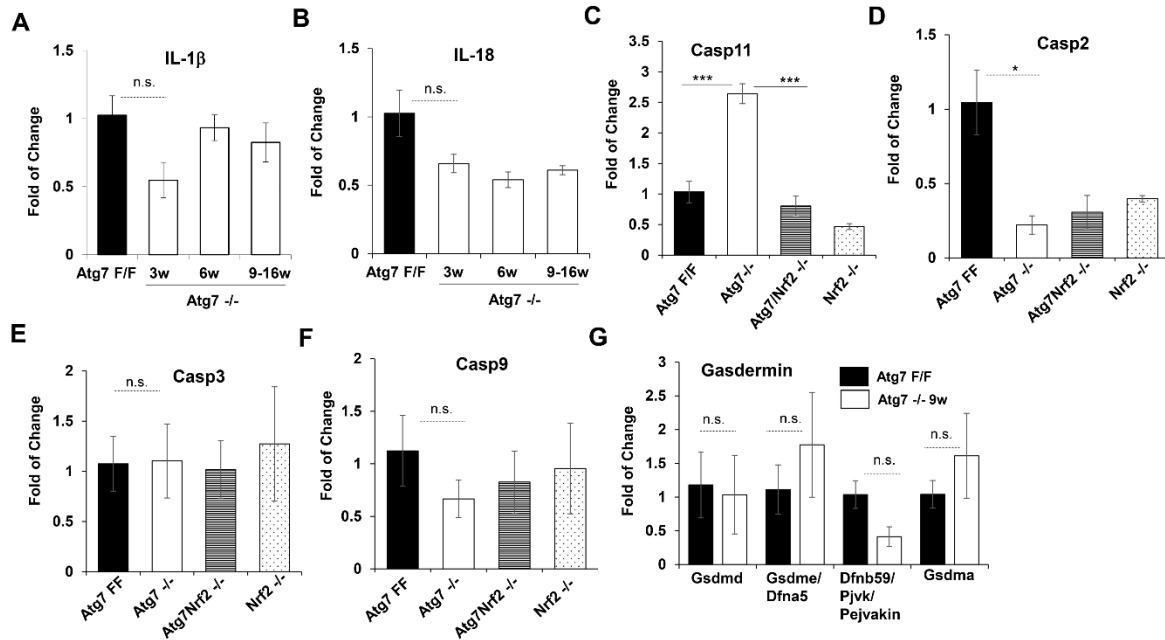 A
IL-1β
Fold of Change
1.5
1
0.5
0
n.s.
Atg7 F/F
3w
6w
9-16w
Atg7 -/-
B
IL-18
Fold of Change
1.5
1
0.5
0
n.s.
Atg7 F/F
3w
6w
9-16w
Atg7 -/-
C
Casp11
Fold of Change
3.5
3
2.5
2
1.5
1
0.5
0
***
***
Atg7 F/F
Atg7-/-
Atg7/Nrf2 -/-
Nrf2 -/-
D
Casp2
Fold of Change
1.5
1
0.5
0
*
Atg7 FF
Atg7 -/-
Atg7Nrf2 -/-
Nrf2 -/-
E
Casp3
Fold of Change
2
1.5
1
0.5
0
n.s.
Atg7 FF
Atg7 -/-
Atg7Nrf2 -/-
Nrf2 -/-
F
Casp9
Fold of Change
2
1.5
1
0.5
0
n.s.
Atg7 FF
Atg7 -/-
Atg7Nrf2 -/-
Nrf2 -/-
G
Gasdermin
Atg7 F/F
Atg7 -/- 9w
Fold of Change
3
2.5
2
1.5
1
0.5
0
n.s.
n.s.
n.s.
n.s.
Gsdmd
Gsdme/
Dfna5
Dfnb59/
Pjvk/
Pejvakin
Gsdma